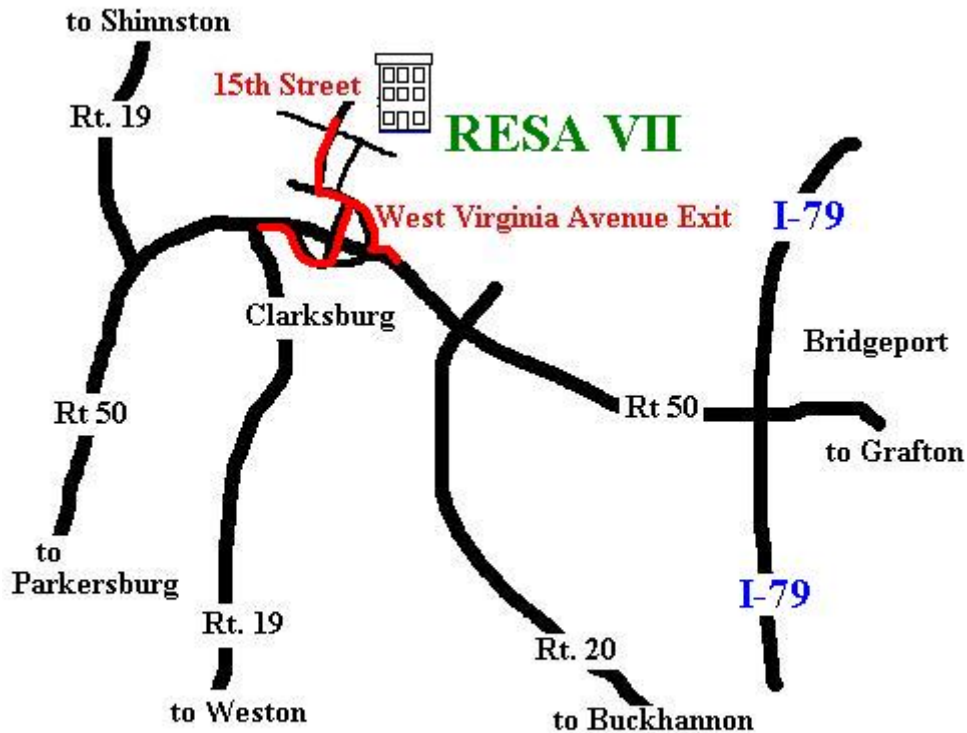 to Shinnston
15th Street
Rt. 19
RESA VII
West Virginia Avenue Exit
I-79
Clarksburg
Bridgeport
Rt 50
Rt 50
to Grafton
to
Parkersburg
I-79
Rt. 19
Rt. 20
to Weston
to Buckhannon